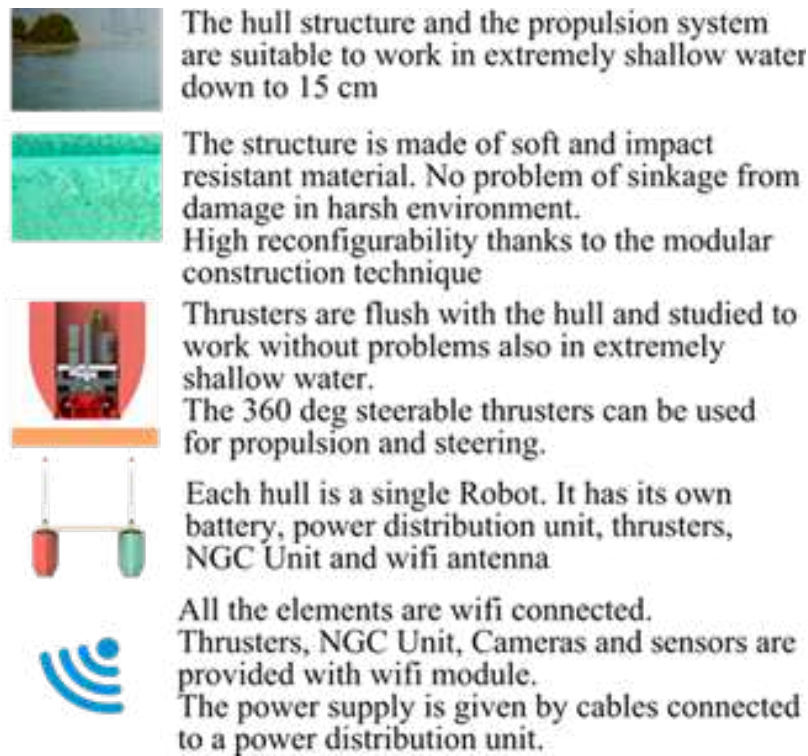 The hull structure and the propulsion system
are suitable to work in extremely shallow water
down to 15 cm
The structure is made of soft and impact
resistant material. No problem of sinkage from
damage in harsh environment.
High reconfigurability thanks to the modular
construction technique
Thrusters are flush with the hull and studied to
work without problems also in extremely
shallow water.
The 360 deg steerable thrusters can be used
for propulsion and steering.
Each hull is a single Robot. It has its own
battery, power distribution unit, thrusters,
NGC Unit and wifi antenna
All the elements are wifi connected.
Thrusters, NGC Unit, Cameras and sensors are
provided with wifi module.
The power supply is given by cables connected
to a power distribution unit.